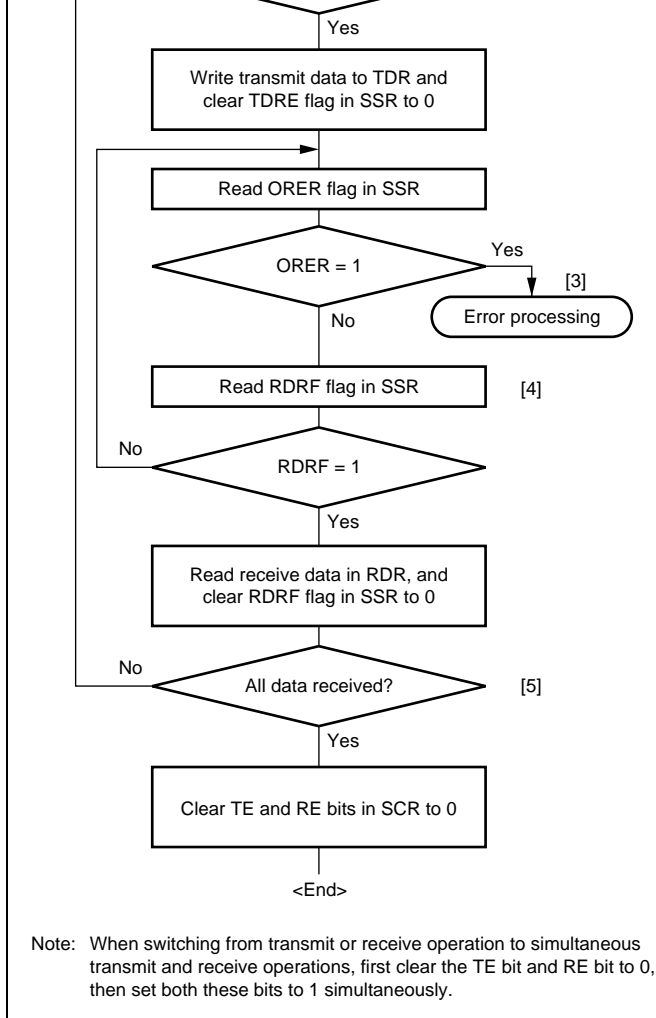 Yes
Write transmit data to TDR and
clear TDRE flag in SSR to 0
Read ORER flag in SSR
ORER = 1
Yes
[3]
Error processing
No
Read RDRF flag in SSR
[4]
No
RDRF = 1
Yes
Read receive data in RDR, and
clear RDRF flag in SSR to 0
No
All data received?
[5]
Yes
Clear TE and RE bits in SCR to 0
<End>
Note: When switching from transmit or receive operation to simultaneous
transmit and receive operations, first clear the TE bit and RE bit to 0,
then set both these bits to 1 simultaneously.